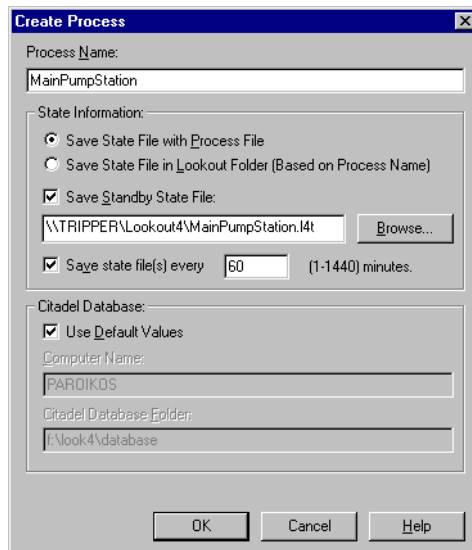 Create Process
Process Name:
MainPumpStation
State Information:
Save State File with Process File
Save State File in Lookout Folder (Based on Process Name)
Save Standby State File:
\\TRIPPER\Lookout4\MainPumpStation.l4t
Browse...
Save state file(s) every 60 (1-1440) minutes.
Citadel Database:
Use Default Values
Computer Name:
PAROIKOS
Citadel Database Folder:
f:\look4\database
OK Cancel Help